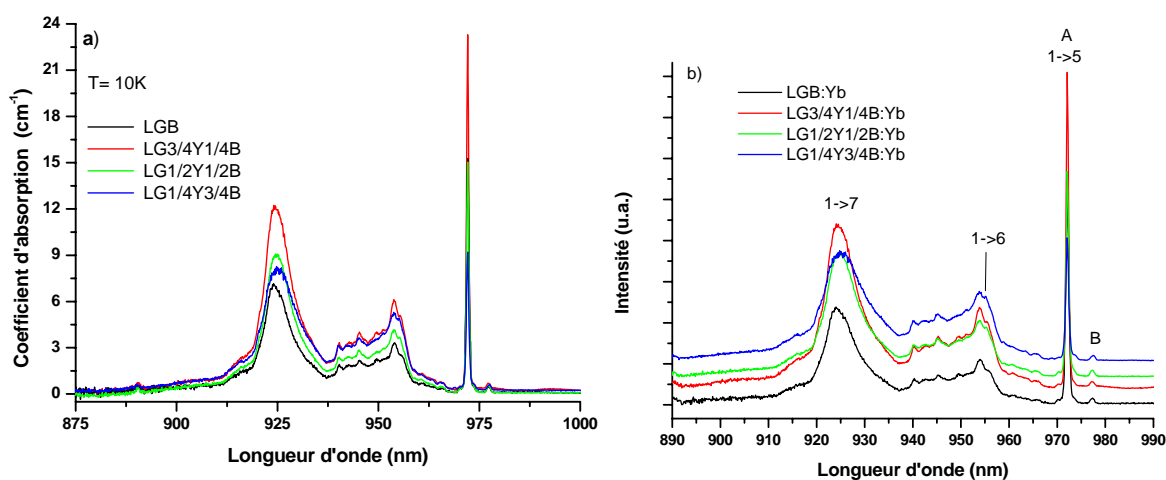 a)
T= 10K
LGB
LG3/4Y1/4B
LG1/2Y1/2B
LG1/4Y3/4B
Coefficient d'absorption (cm-1)
24
21
18
15
12
9
6
3
0
875
900
925
950
975
1000
Longueur d'onde (nm)
b)
LGB:Yb
LG3/4Y1/4B:Yb
LG1/2Y1/2B:Yb
LG1/4Y3/4B:Yb
A
1->5
1->7
1->6
B
Intensité (u.a.)
890
900
910
920
930
940
950
960
970
980
990
Longueur d'onde (nm)